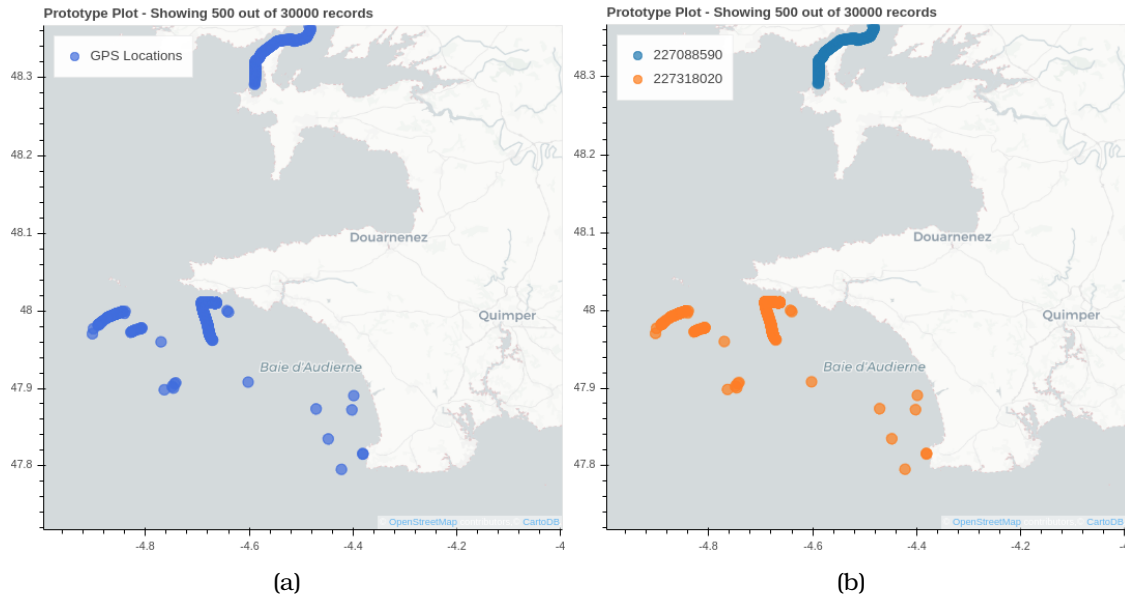 Prototype Plot - Showing 500 out of 30000 records
GPS Locations
48.3
48.2
48.1
48
47.9
47.8
Douarnenez
Quimper
Baie d'Audierne
OpenStreetMap contributors, © CartoDB
-4.8
-4.6
-4.4
-4.2
-4
(a)
Prototype Plot - Showing 500 out of 30000 records
227088590
227318020
48.3
48.2
48.1
48
47.9
47.8
Douarnenez
Quimper
Baie d'Audierne
OpenStreetMap contributors, © CartoDB
-4.8
-4.6
-4.4
-4.2
-4
(b)